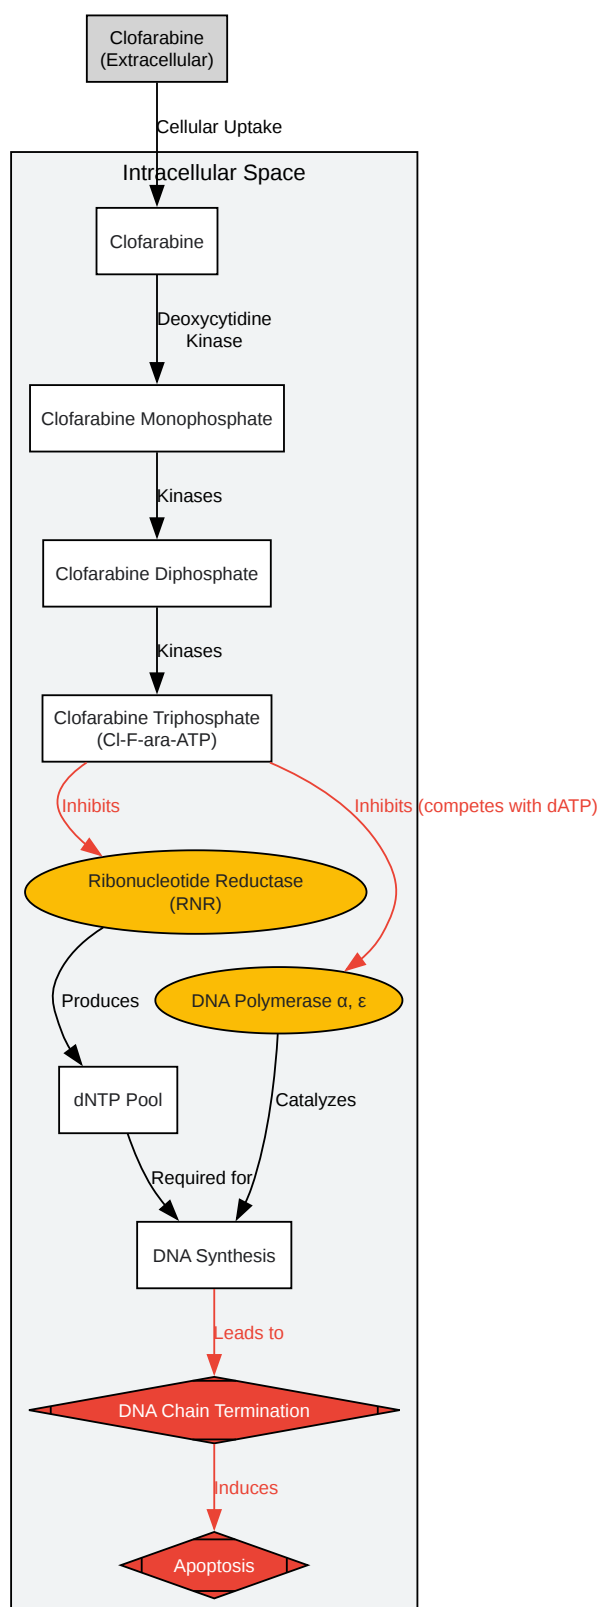 Clofarabine
(Extracellular)
Cellular Uptake
Intracellular Space
Clofarabine
Deoxycytidine
Kinase
Clofarabine Monophosphate
Kinases
Clofarabine Diphosphate
Kinases
Clofarabine Triphosphate
(Cl-F-ara-ATP)
Inhibits
Inhibits (competes with dATP)
Ribonucleotide Reductase
(RNR)
Produces
DNA Polymerase α, ε
dNTP Pool
Catalyzes
Required for
DNA Synthesis
Leads to
DNA Chain Termination
Induces
Apoptosis